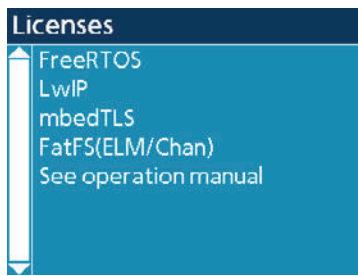 Licenses
FreeRTOS
LwIP
mbedTLS
FatFS(ELM/Chan)
See operation manual